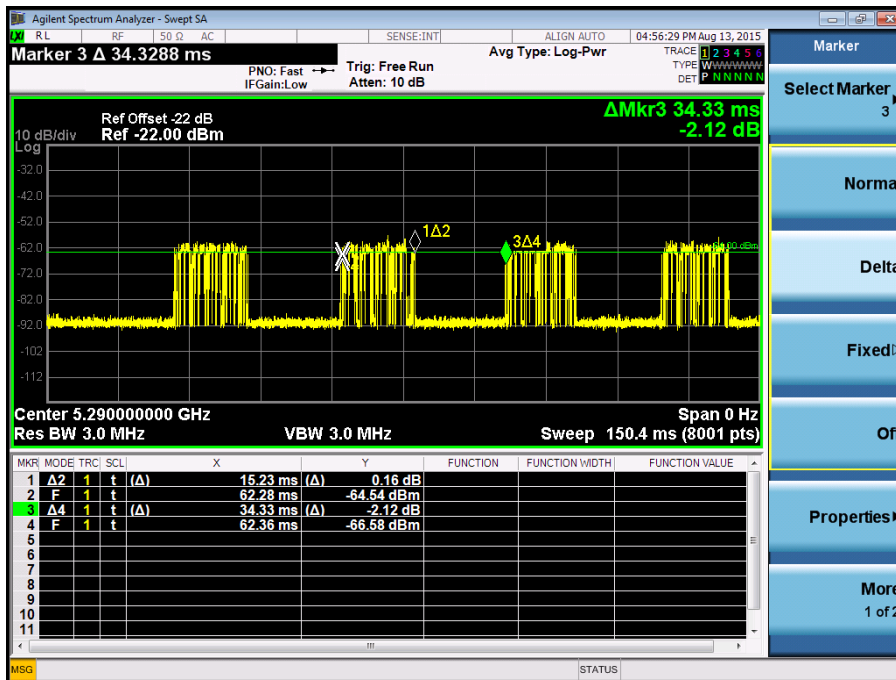 Agilent Spectrum Analyzer - Swept SA
LXI RL RF 50 Ω AC SENSE:INT ALIGN AUTO 04:56:29 PM Aug 13, 2015
Marker 3 Δ 34.3288 ms
PNO: Fast
IFGain:Low
Trig: Free Run
Atten: 10 dB
Avg Type: Log-Pwr
TRACE 1 2 3 4 5 6
TYPE W W W W W W
DET P N N N N N
ΔMkr3 34.33 ms
-2.12 dB
Ref Offset -22 dB
10 dB/div Ref -22.00 dBm
Log
-32.0
-42.0
-52.0
-62.0
-72.0
-82.0
-92.0
-102
-112
1Δ2
3Δ4
Center 5.290000000 GHz Span 0 Hz
Res BW 3.0 MHz VBW 3.0 MHz Sweep 150.4 ms (8001 pts)
MKR MODE TRC SCL X Y FUNCTION FUNCTION WIDTH FUNCTION VALUE
1 Δ2 1 t (Δ) 15.23 ms (Δ) 0.16 dB
2 F 1 t 62.28 ms -64.54 dBm
3 Δ4 1 t (Δ) 34.33 ms (Δ) -2.12 dB
4 F 1 t 62.36 ms -66.58 dBm
5
6
7
8
9
10
11
MSG STATUS
Marker
Select Marker
3
Norma
Delta
Fixed
Of
Properties
More
1 of 2